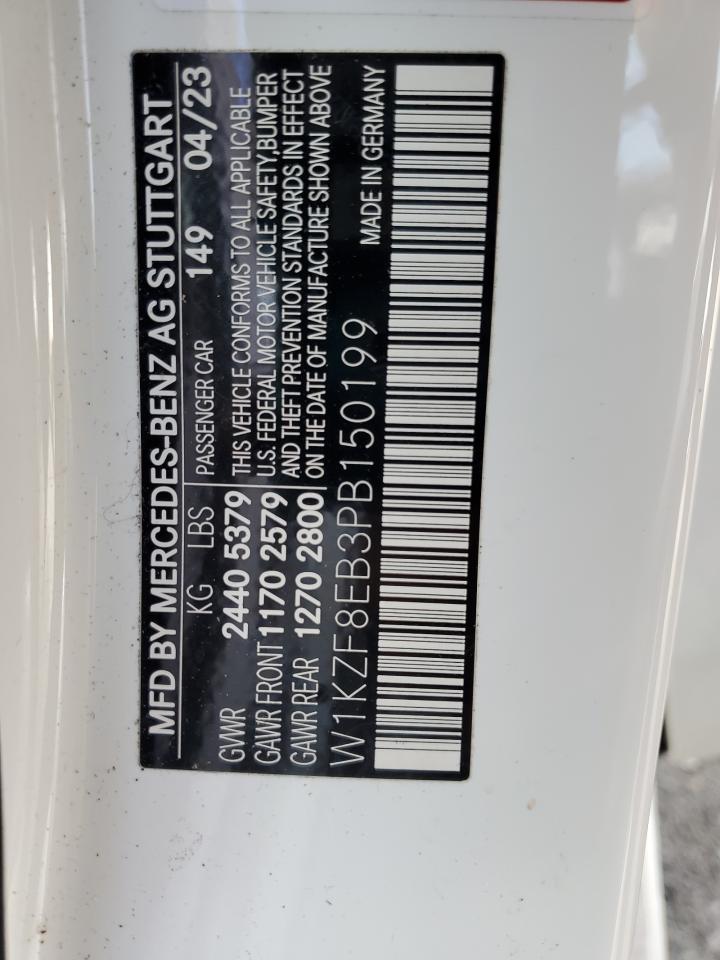 MFD BY MERCEDES-BENZ AG STUTTGART
KG LBS PASSENGER CAR 149 04/23
GVWR 2440 5379 THIS VEHICLE CONFORMS TO ALL APPLICABLE
GAWR FRONT 1170 2579 U.S. FEDERAL MOTOR VEHICLE SAFETY,BUMPER
GAWR REAR 1270 2800 AND THEFT PREVENTION STANDARDS IN EFFECT
ON THE DATE OF MANUFACTURE SHOWN ABOVE
W1KZF8EB3PB150199 MADE IN GERMANY